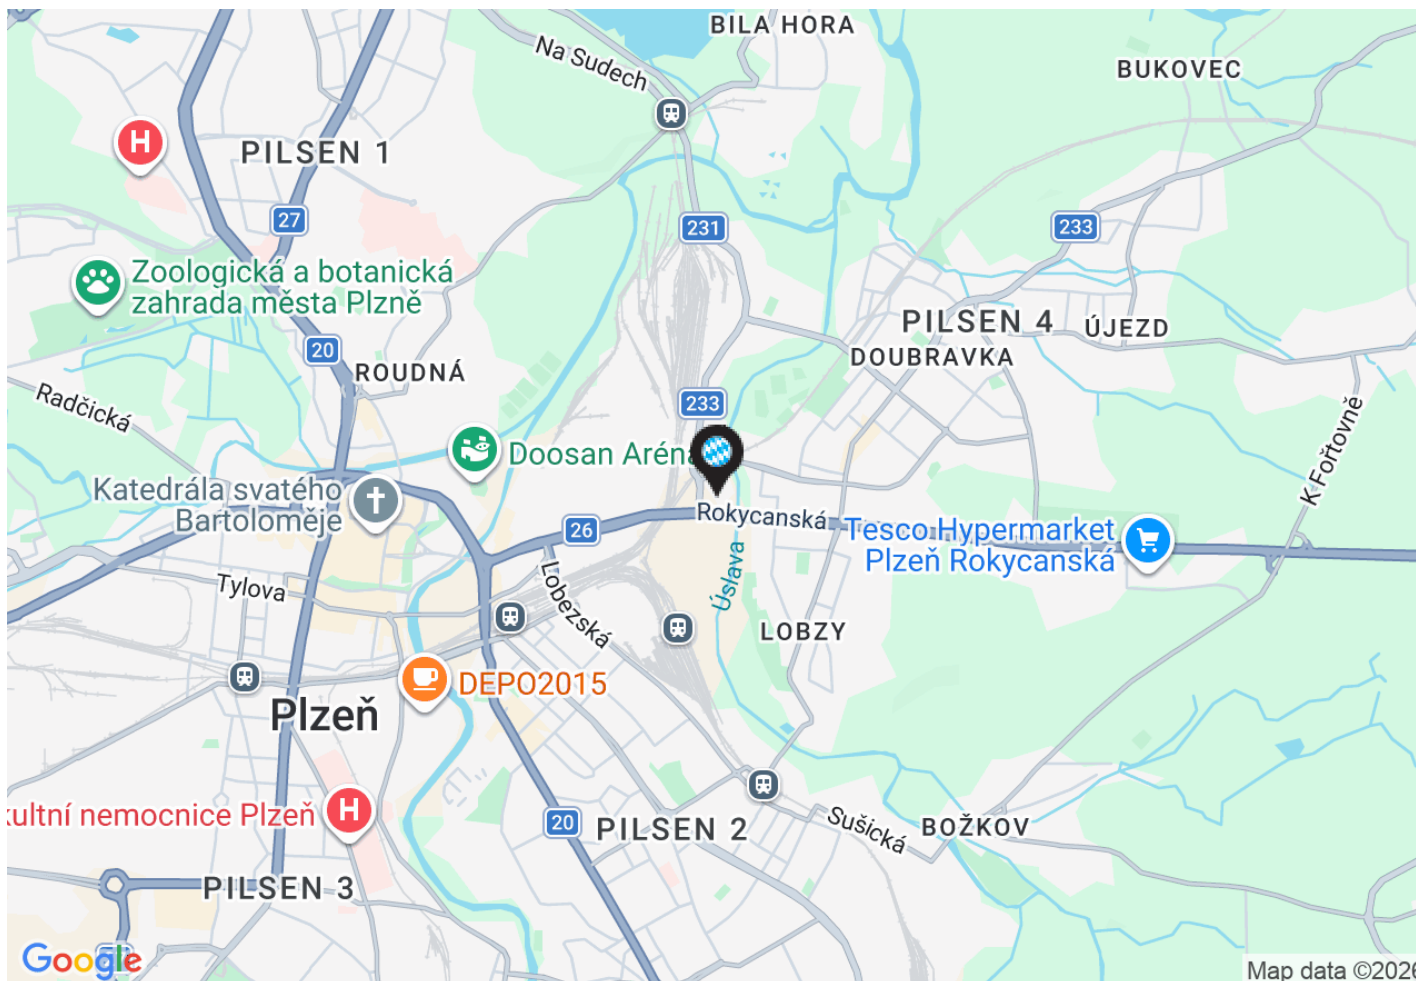 BILA HORA
Na Sudech
BUKOVEC
PILSEN 1
27
231
233
Zoologická a botanická
zahrada města Plzně
PILSEN 4
ÚJEZD
20
ROUDNÁ
DOUBRAVKA
Radčická
233
K Fořtovně
Doosan Aréna
Katedrála svatého
Bartoloměje
26
Rokycanská
Tesco Hypermarket
Plzeň Rokycanská
Tylova
Lobezská
Úslava
LOBZY
DEPO2015
Plzeň
kultní nemocnice Plzeň
20
PILSEN 2
Sušická
BOŽKOV
PILSEN 3
Google
Map data ©2026